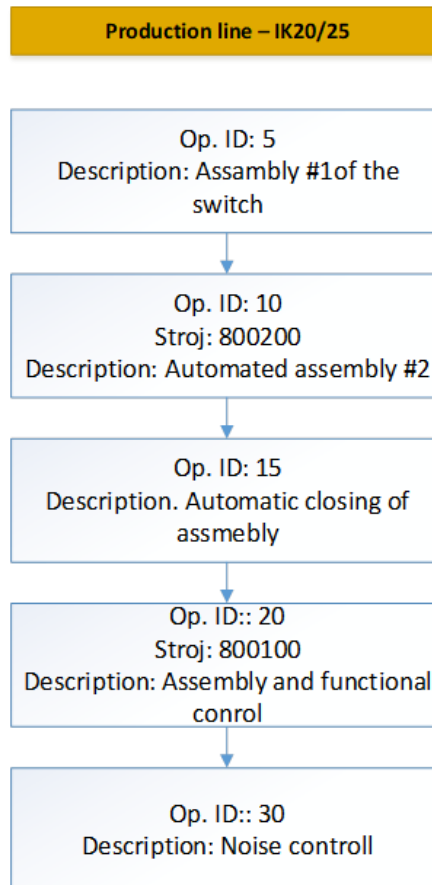 Production line – IK20/25
Op. ID: 5
Description: Assambly #1of the
switch
Op. ID: 10
Stroj: 800200
Description: Automated assembly #2
Op. ID: 15
Description. Automatic closing of
assmebly
Op. ID:: 20
Stroj: 800100
Description: Assembly and functional
conrol
Op. ID:: 30
Description: Noise controll